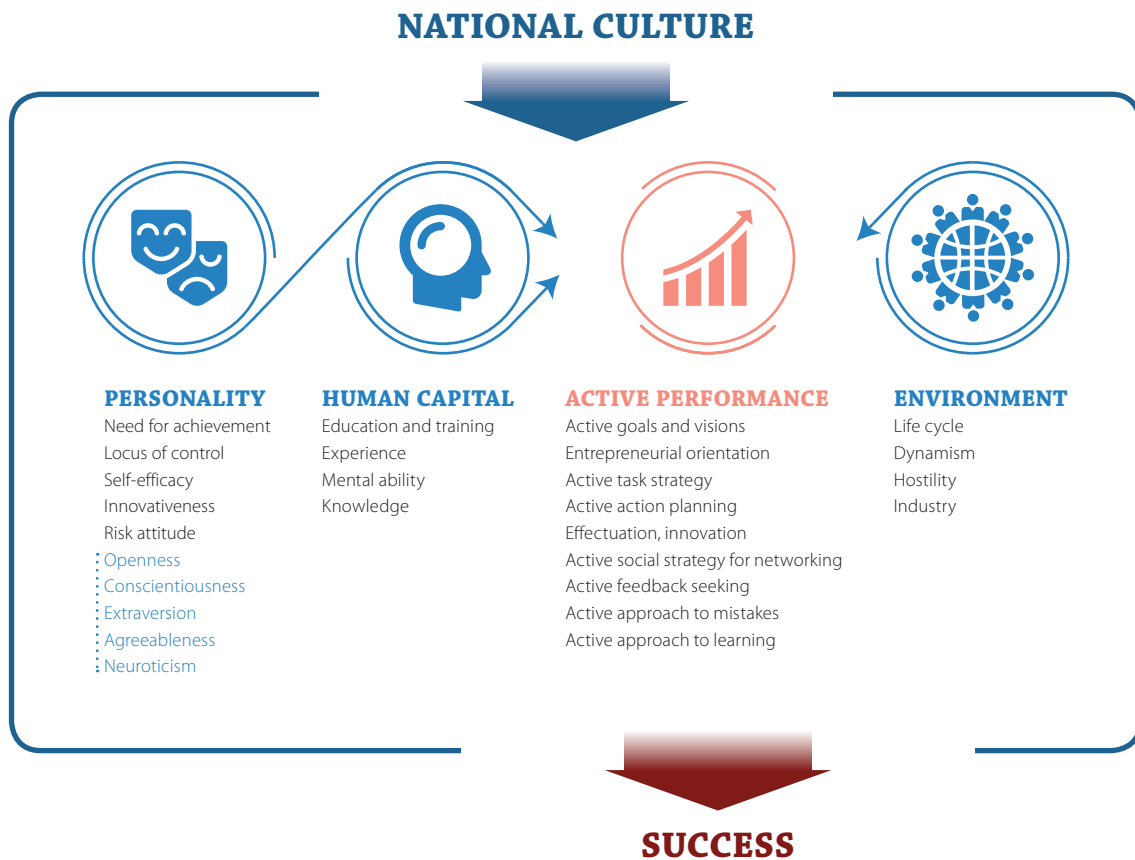 NATIONAL CULTURE
PERSONALITY
Need for achievement
Locus of control
Self-efficacy
Innovativeness
Risk attitude
Openness
Conscientiousness
Extraversion
Agreeableness
Neuroticism
HUMAN CAPITAL
Education and training
Experience
Mental ability
Knowledge
ACTIVE PERFORMANCE
Active goals and visions
Entrepreneurial orientation
Active task strategy
Active action planning
Effectuation, innovation
Active social strategy for networking
Active feedback seeking
Active approach to mistakes
Active approach to learning
ENVIRONMENT
Life cycle
Dynamism
Hostility
Industry
SUCCESS